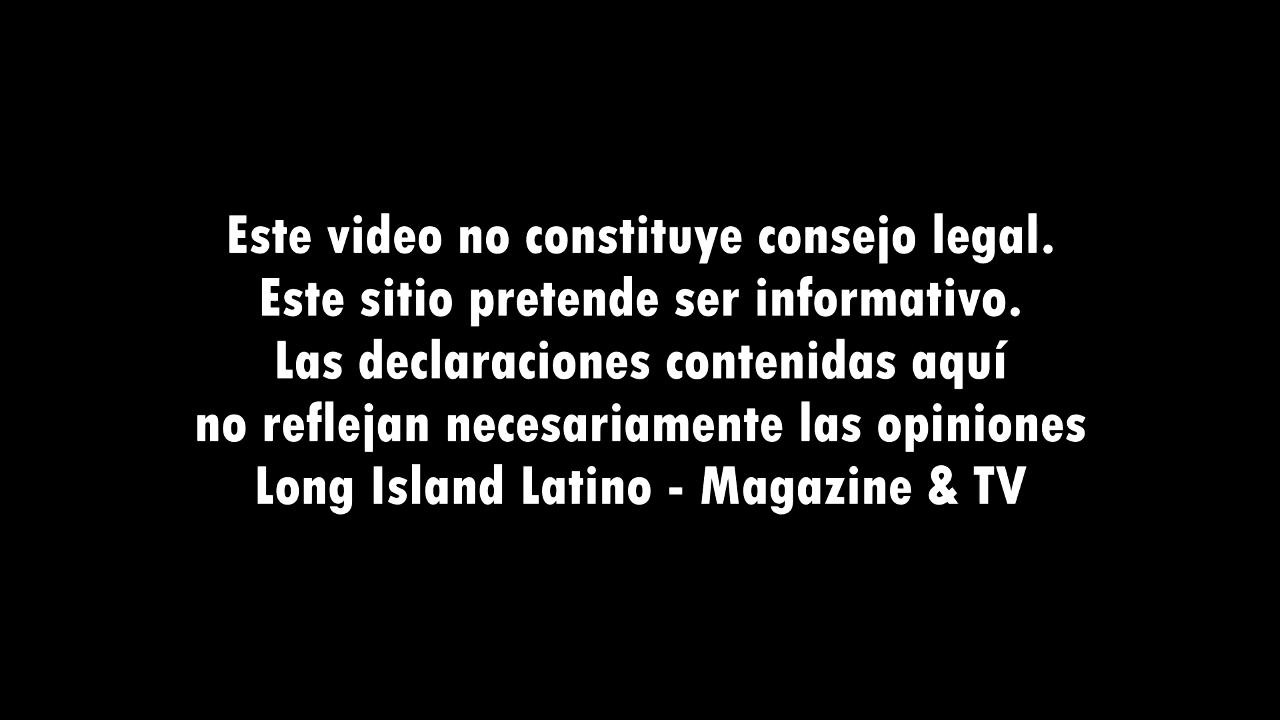 Este video no constituye consejo legal.
Este sitio pretende ser informativo.
Las declaraciones contenidas aquí
no reflejan necesariamente las opiniones
Long Island Latino - Magazine & TV